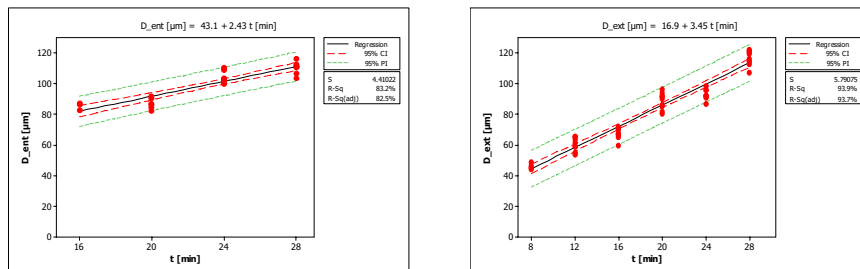 D_ent [µm] = 43.1 + 2.43 t [min]
120
100
80
60
40
20
0
D_ent [µm]
16
20
24
28
t [min]
Regression
95% CI
95% PI
S 4.41022
R-Sq 83.2%
R-Sq(adj) 82.5%
D_ext [µm] = 16.9 + 3.45 t [min]
120
100
80
60
40
20
0
D_ext [µm]
8
12
16
20
24
28
t [min]
Regression
95% CI
95% PI
S 5.79075
R-Sq 93.9%
R-Sq(adj) 93.7%